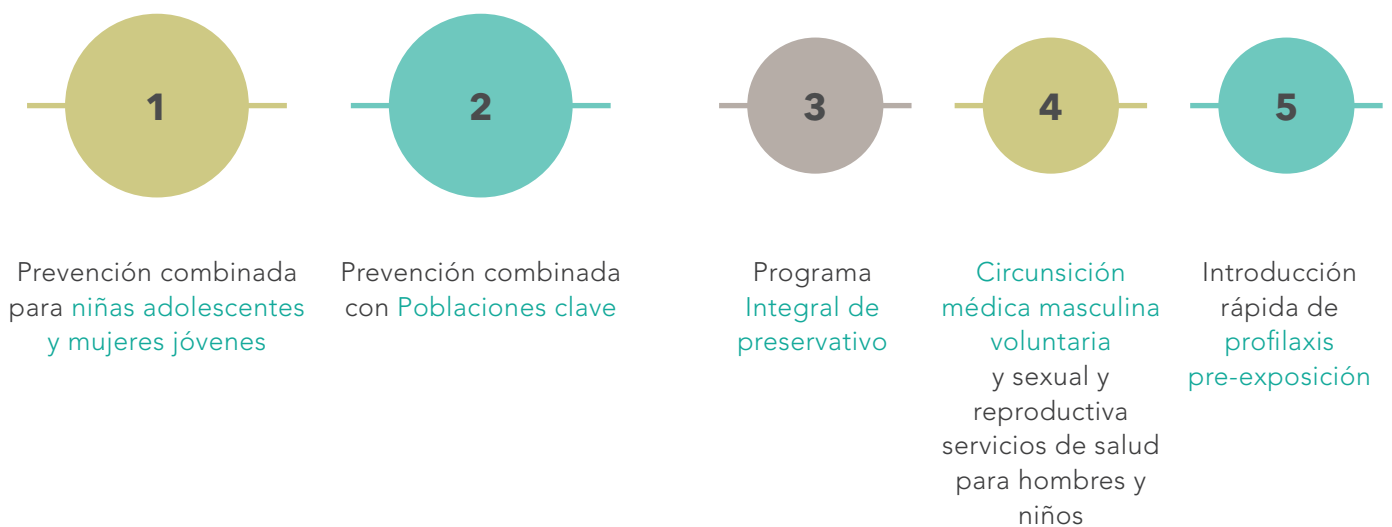 1
Prevención combinada
para niñas adolescentes
y mujeres jóvenes
2
Prevención combinada
con Poblaciones clave
3
Programa
Integral de
preservativo
4
Circunsición
médica masculina
voluntaria
y sexual y
reproductiva
servicios de salud
para hombres y
niños
5
Introducción
rápida de
profilaxis
pre-exposición